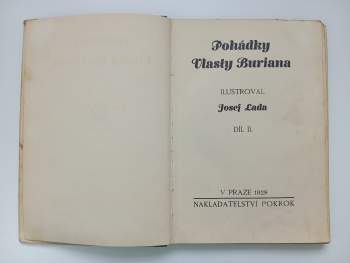 Pohádky
Vlasty Buriana
ILUSTROVAL
Josef Lada
DÍL II.
V PRAZE 1928
NAKLADATELSTVÍ POKROK